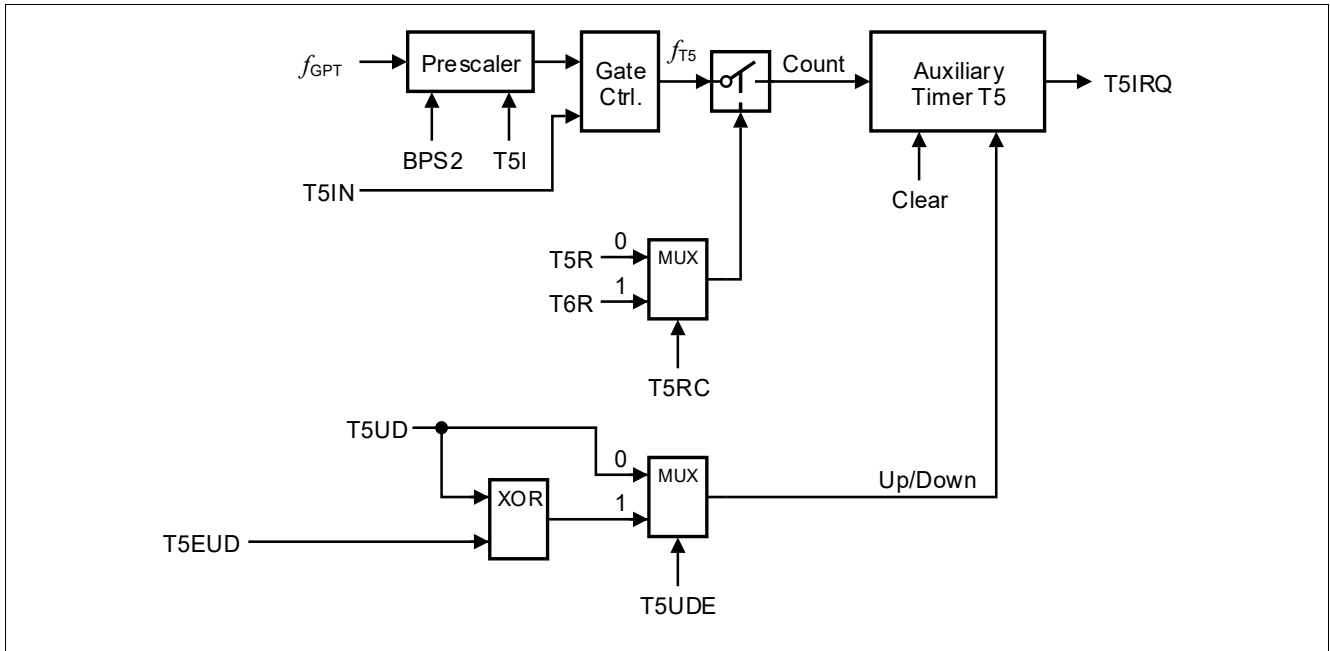 fGPT
Prescaler
Gate
Ctrl.
fT5
Count
Auxiliary
Timer T5
T5IRQ
BPS2
T5I
T5IN
Clear
T5R
0
MUX
T6R
1
T5RC
T5UD
0
MUX
XOR
1
Up/Down
T5EUD
T5UDE